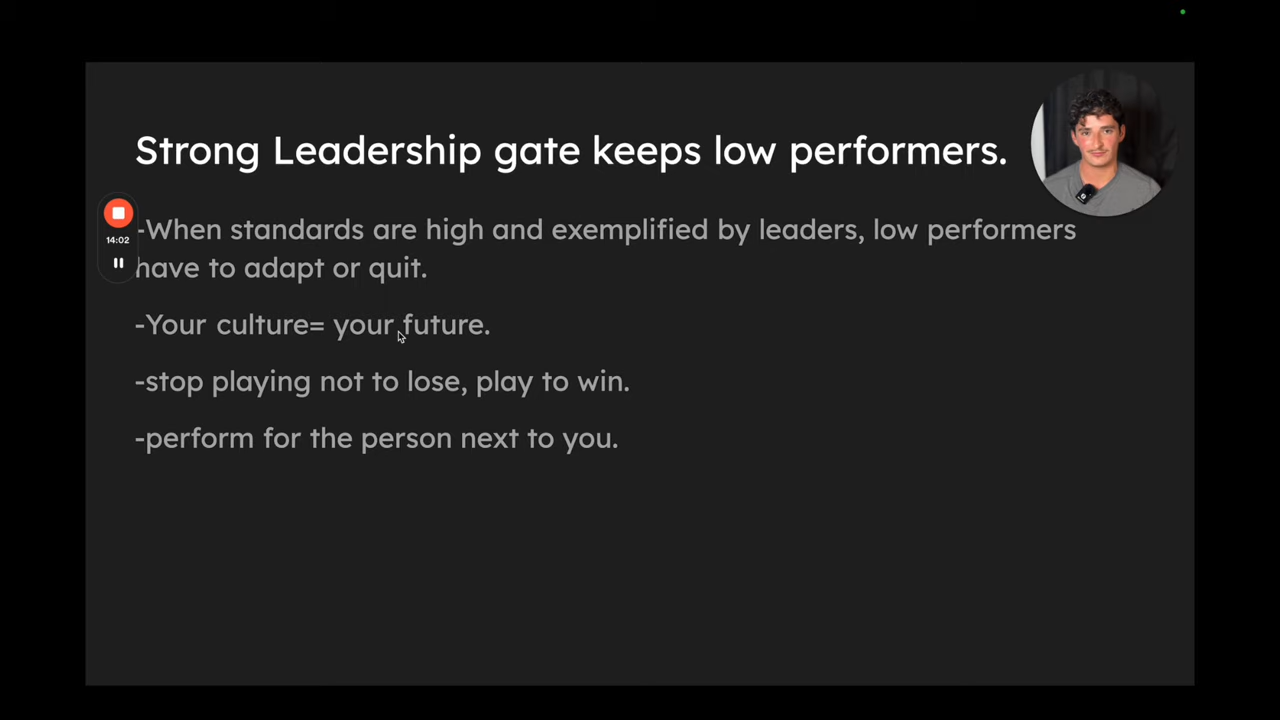 Strong Leadership gate keeps low performers.
-When standards are high and exemplified by leaders, low performers
have to adapt or quit.
-Your culture= your future.
-stop playing not to lose, play to win.
-perform for the person next to you.
14:02